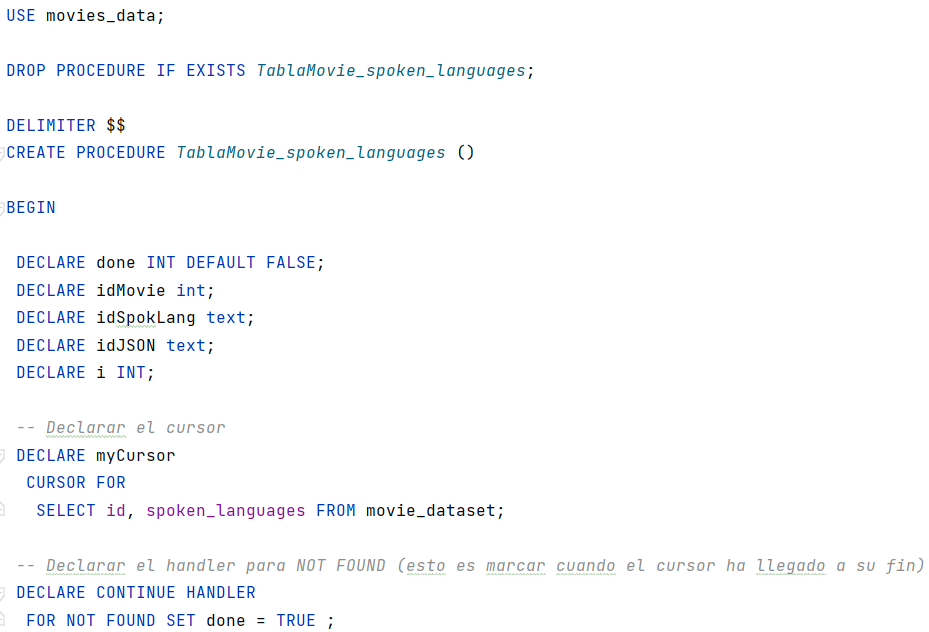 USE movies_data;
DROP PROCEDURE IF EXISTS TablaMovie_spoken_languages;
DELIMITER $$
CREATE PROCEDURE TablaMovie_spoken_languages ()
BEGIN
DECLARE done INT DEFAULT FALSE;
DECLARE idMovie int;
DECLARE idSpokLang text;
DECLARE idJSON text;
DECLARE i INT;
-- Declarar el cursor
DECLARE myCursor
CURSOR FOR
SELECT id, spoken_languages FROM movie_dataset;
-- Declarar el handler para NOT FOUND (esto es marcar cuando el cursor ha llegado a su fin)
DECLARE CONTINUE HANDLER
FOR NOT FOUND SET done = TRUE ;